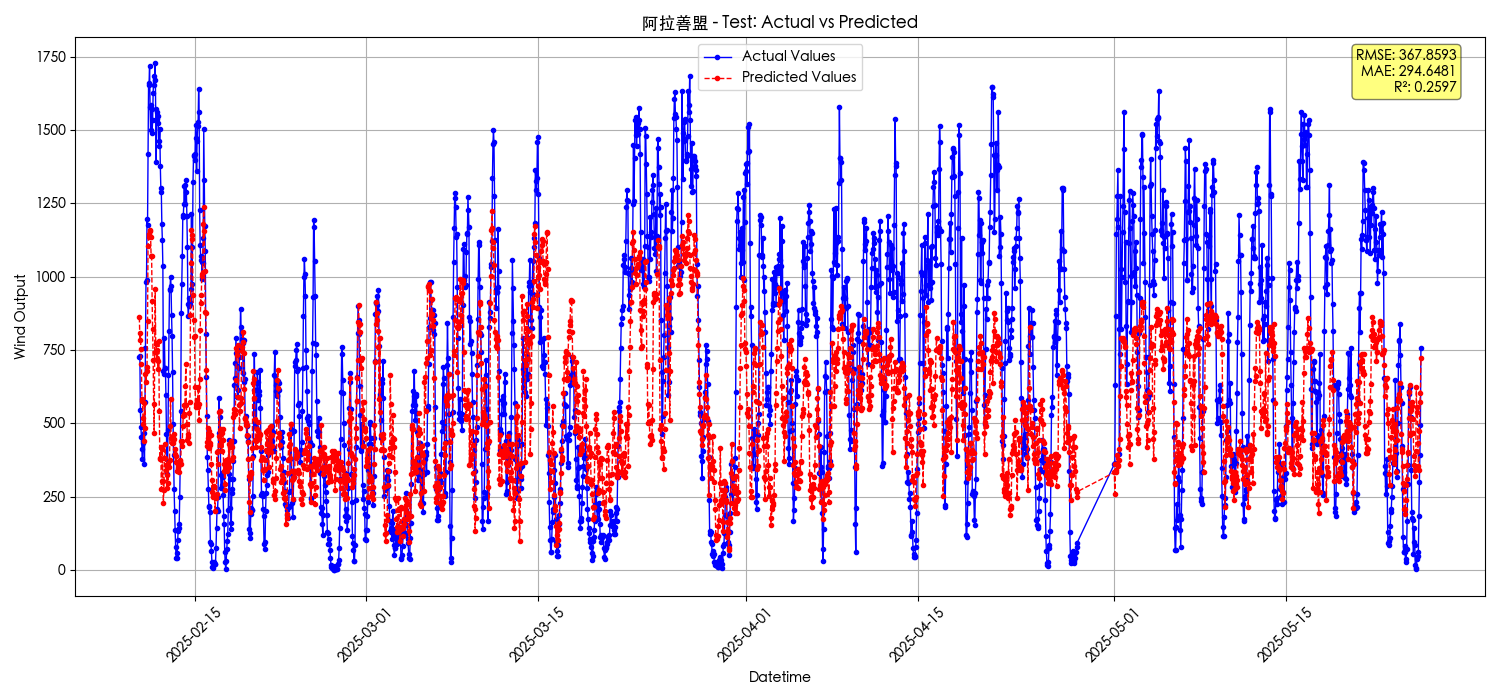 阿拉善盟 - Test: Actual vs Predicted
Actual Values
Predicted Values
RMSE: 367.8593
MAE: 294.6481
R²: 0.2597
Wind Output
1750
1500
1250
1000
750
500
250
0
2025-02-15
2025-03-01
2025-03-15
2025-04-01
2025-04-15
2025-05-01
2025-05-15
Datetime